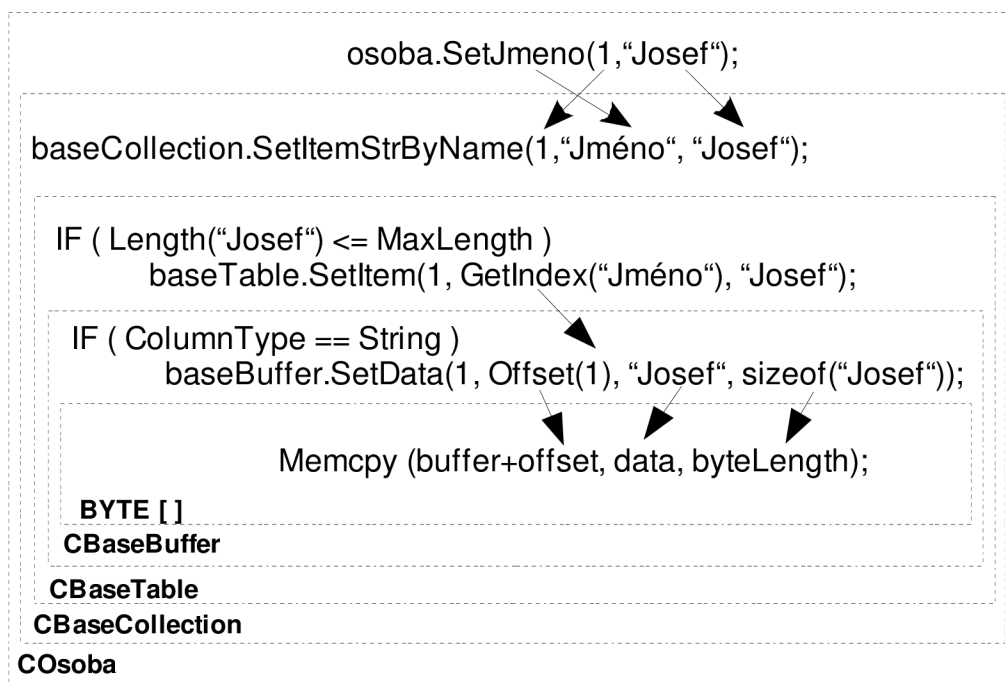 osoba.SetJmeno(1,“Josef“);
baseCollection.SetItemStrByName(1,“Jméno“, “Josef“);
IF ( Length(“Josef“) <= MaxLength )
baseTable.SetItem(1, GetIndex(“Jméno“), “Josef“);
IF ( ColumnType == String )
baseBuffer.SetData(1, Offset(1), “Josef“, sizeof(“Josef“));
Memcpy (buffer+offset, data, byteLength);
BYTE [ ]
CBaseBuffer
CBaseTable
CBaseCollection
COsoba